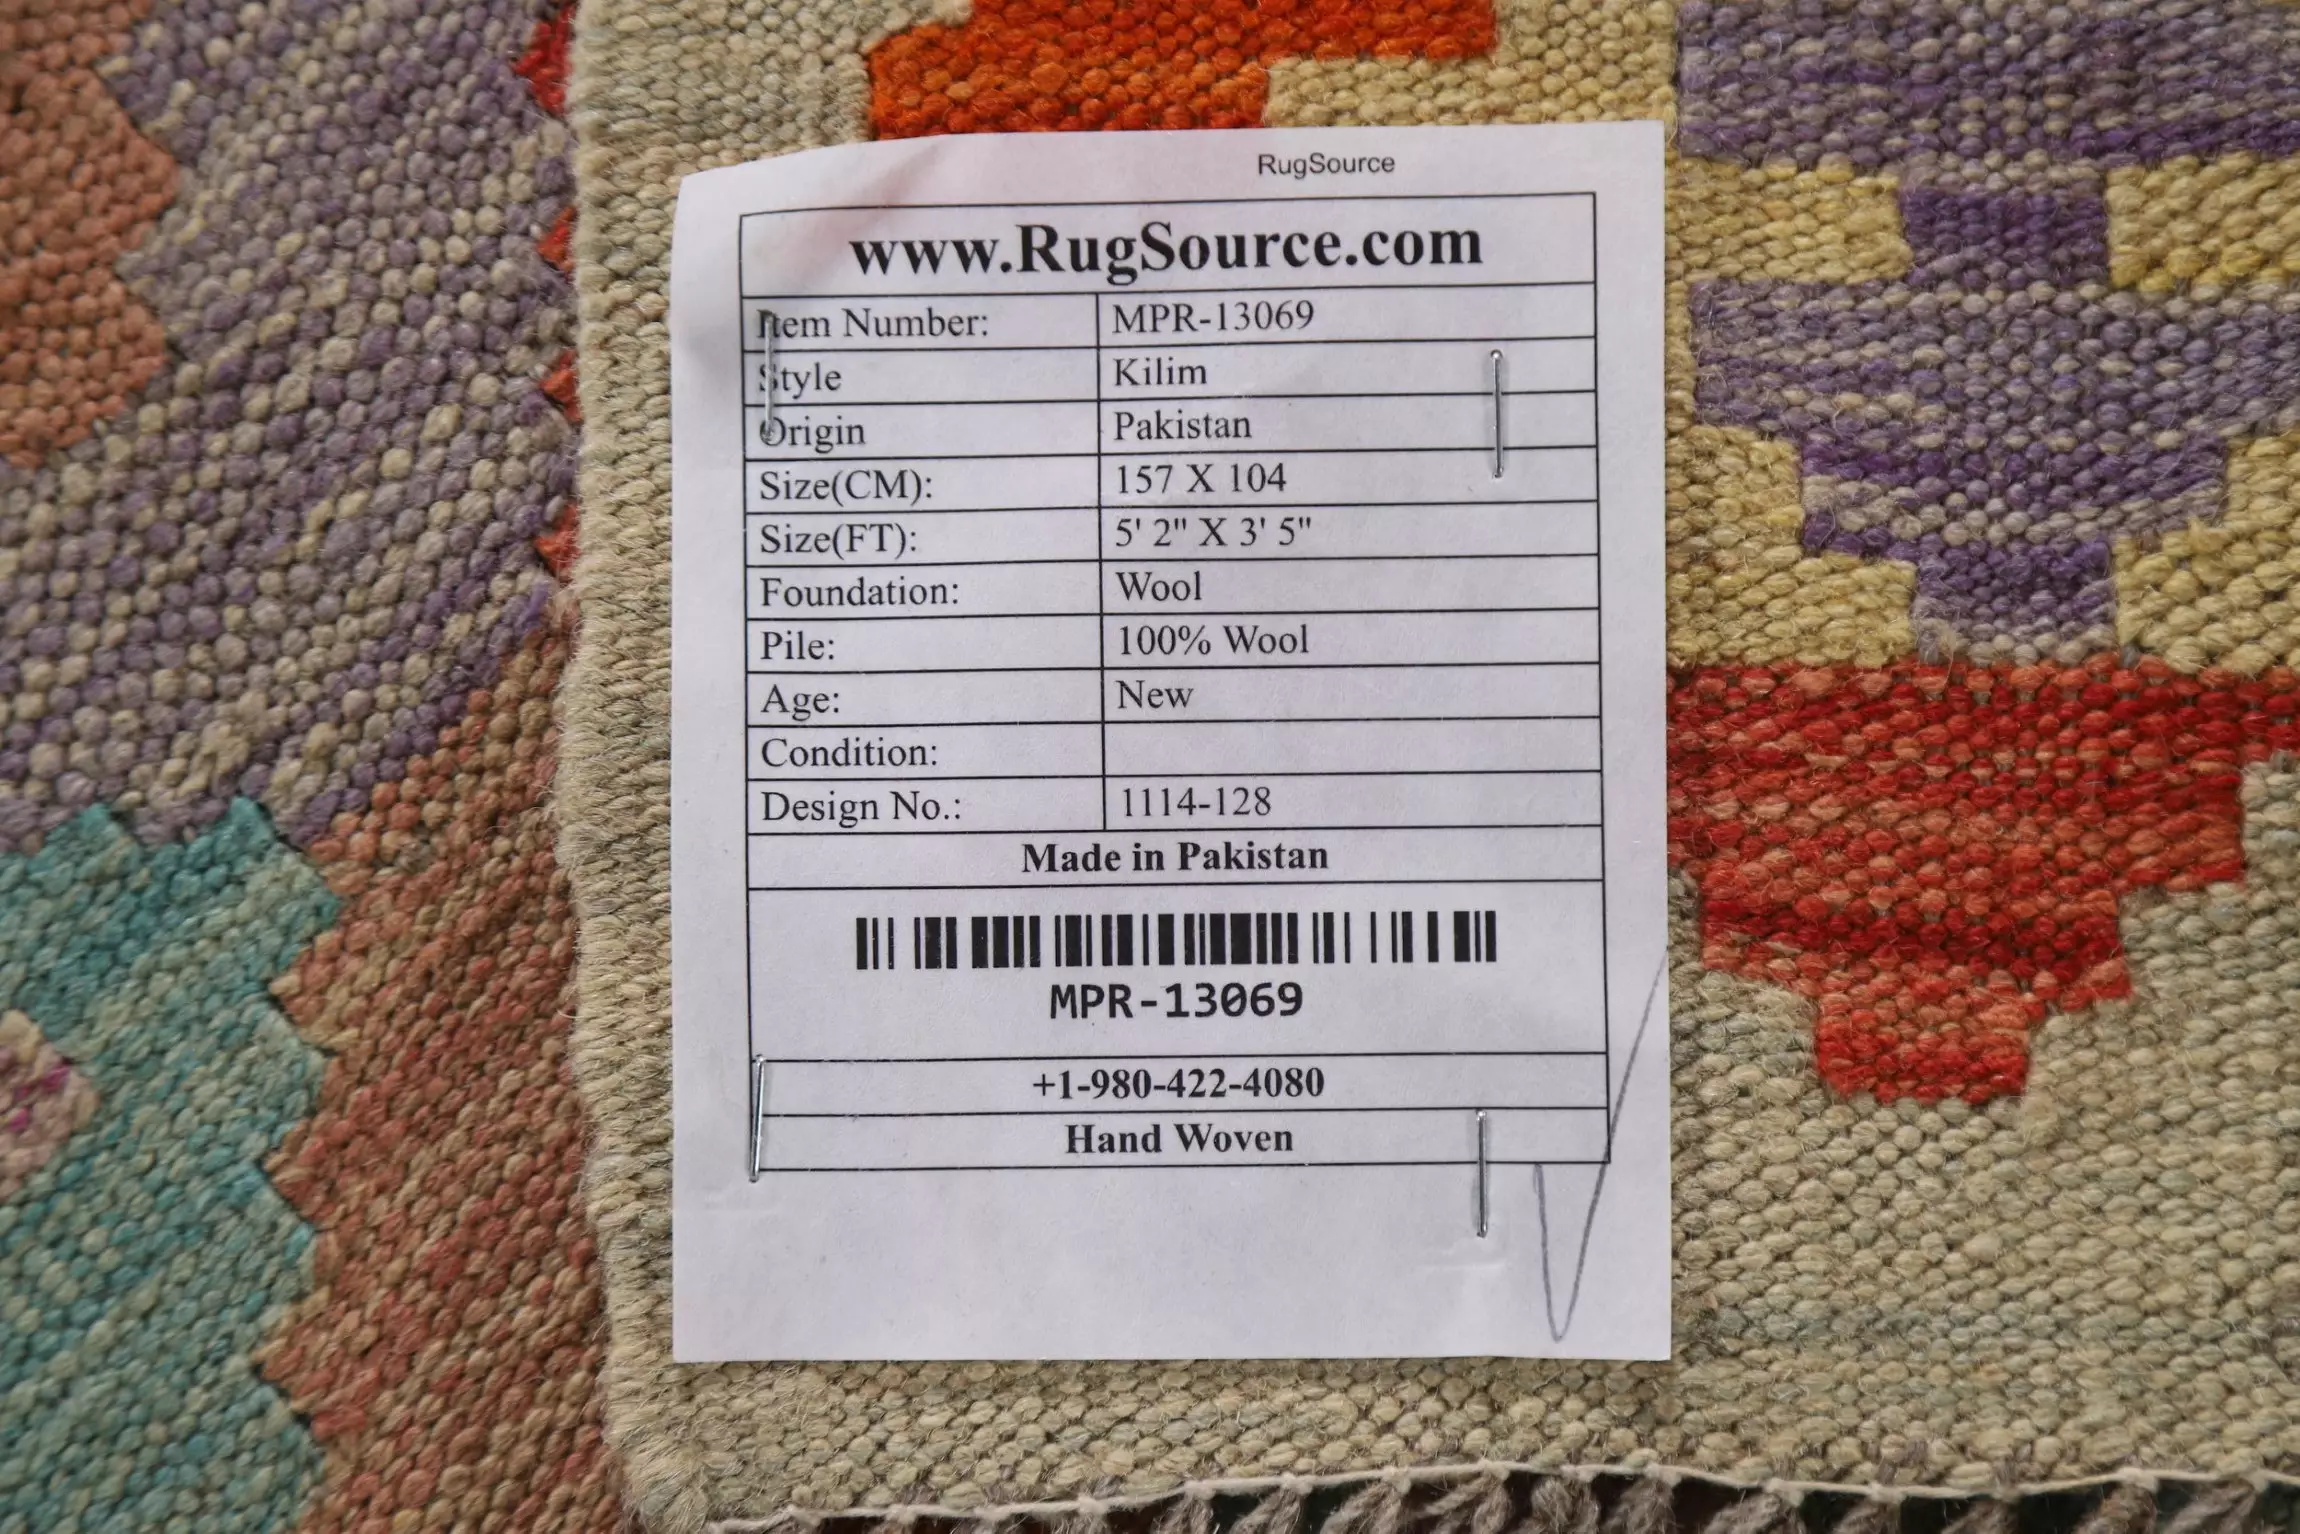 RugSource
www.RugSource.com
Item Number: MPR-13069
Style Kilim
Origin Pakistan
Size(CM): 157 X 104
Size(FT): 5' 2" X 3' 5"
Foundation: Wool
Pile: 100% Wool
Age: New
Condition:
Design No.: 1114-128
Made in Pakistan
MPR-13069
+1-980-422-4080
Hand Woven